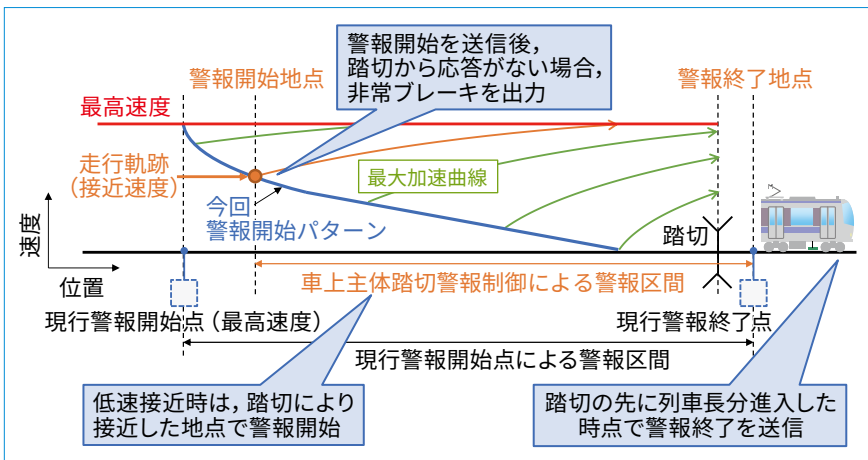 警報開始を送信後，
踏切から応答がない場合，
非常ブレーキを出力
警報開始地点
警報終了地点
最高速度
走行軌跡
（接近速度）
最大加速曲線
今回
警報開始パターン
踏切
速度
位置
車上主体踏切警報制御による警報区間
現行警報開始点（最高速度）
現行警報終了点
現行警報開始点による警報区間
低速接近時は，踏切により
接近した地点で警報開始
踏切の先に列車長分進入した
時点で警報終了を送信